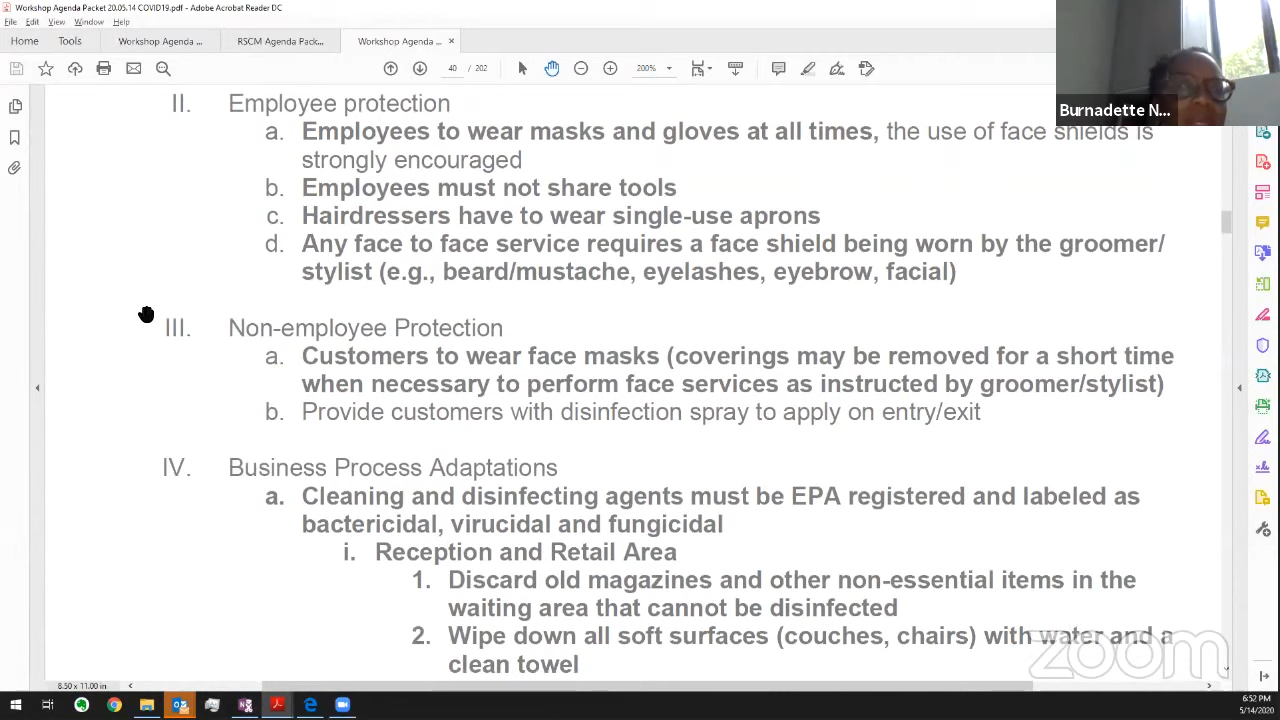 Workshop Agenda Packet 20.05.14 COVID19.pdf - Adobe Acrobat Reader DC
File Edit View Window Help
Home Tools Workshop Agenda ... RSCM Agenda Pack... Workshop Agenda ... ×
40 / 202 200%
Burnadette N...
II. Employee protection
a. Employees to wear masks and gloves at all times, the use of face shields is
strongly encouraged
b. Employees must not share tools
c. Hairdressers have to wear single-use aprons
d. Any face to face service requires a face shield being worn by the groomer/
stylist (e.g., beard/mustache, eyelashes, eyebrow, facial)
III. Non-employee Protection
a. Customers to wear face masks (coverings may be removed for a short time
when necessary to perform face services as instructed by groomer/stylist)
b. Provide customers with disinfection spray to apply on entry/exit
IV. Business Process Adaptations
a. Cleaning and disinfecting agents must be EPA registered and labeled as
bactericidal, virucidal and fungicidal
i. Reception and Retail Area
1. Discard old magazines and other non-essential items in the
waiting area that cannot be disinfected
2. Wipe down all soft surfaces (couches, chairs) with water and a
clean towel
zoom
8.50 x 11.00 in
6:52 PM
5/14/2020